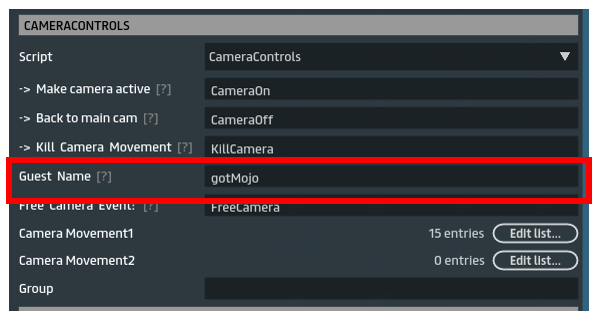 CAMERACONTROLS
Script CameraControls
-> Make camera active [?] CameraOn
-> Back to main cam [?] CameraOff
-> Kill Camera Movement [?] KillCamera
Guest Name [?] gotMojo
Free Camera Event: [?] FreeCamera
Camera Movement1 15 entries Edit list...
Camera Movement2 0 entries Edit list...
Group